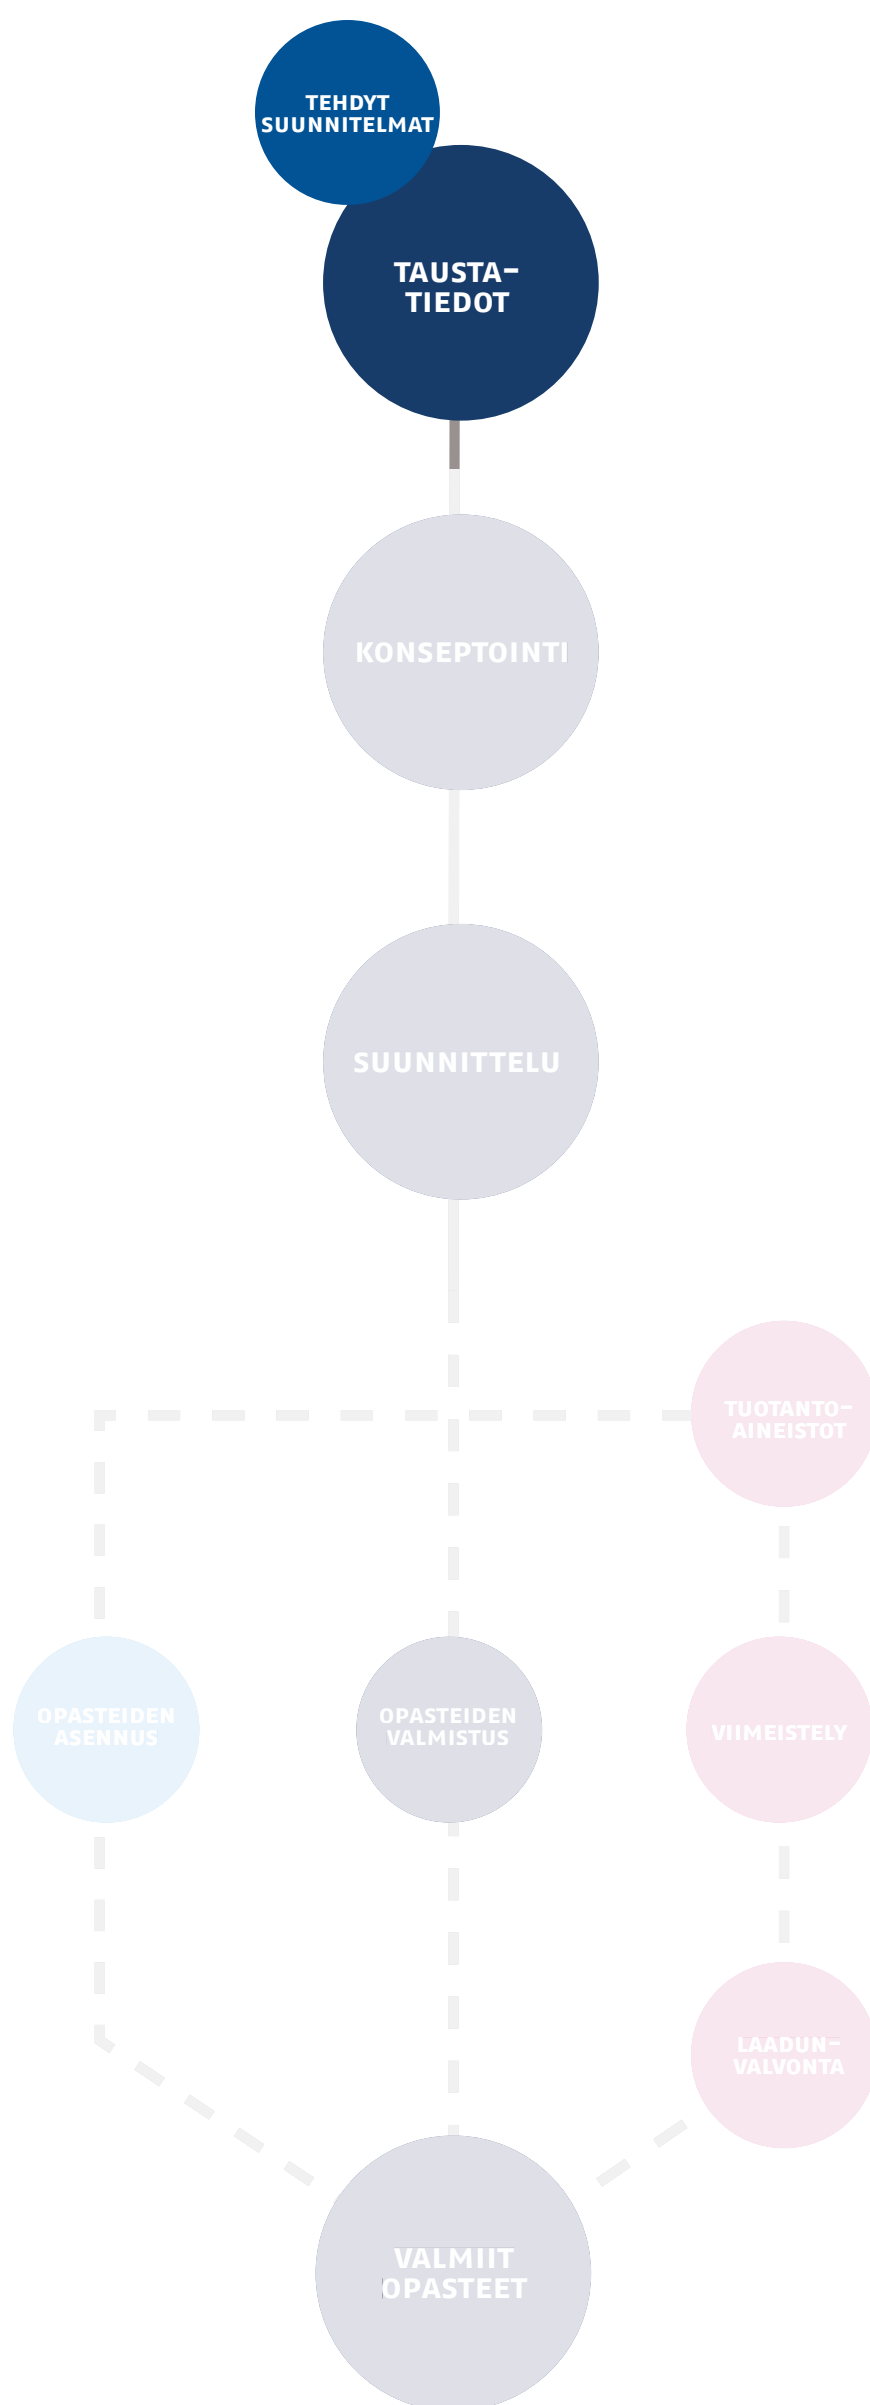 TEHDYT
SUUNNITELMAT
TAUSTA-
TIEDOT
KONSEPTOINTI
SUUNNITTELU
TUOTANTO-
AINEISTOT
OPASTEIDEN
ASENNUS
OPASTEIDEN
VALMISTUS
VIIMEISTELY
LAADUN-
VALVONTA
VALMIIT
OPASTEET